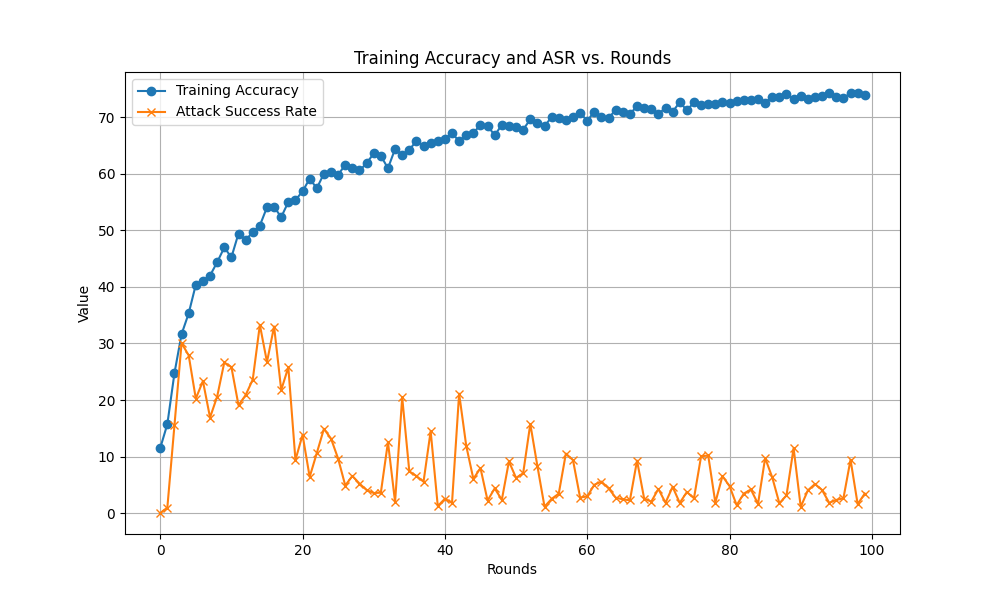 Training Accuracy and ASR vs. Rounds
Training Accuracy
Attack Success Rate
70
60
50
40
30
20
10
0
Value
0 20 40 60 80 100
Rounds